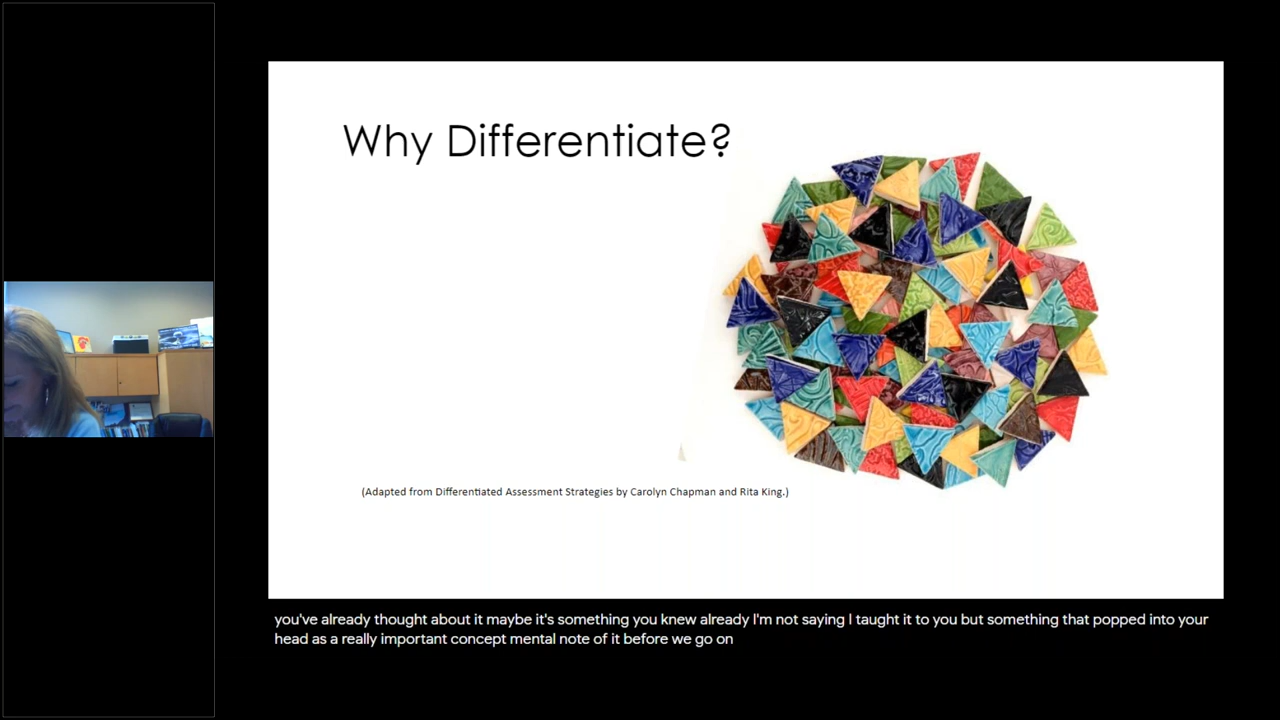 Why Differentiate?
(Adapted from Differentiated Assessment Strategies by Carolyn Chapman and Rita King.)
you've already thought about it maybe it's something you knew already I'm not saying I taught it to you but something that popped into your
head as a really important concept mental note of it before we go on